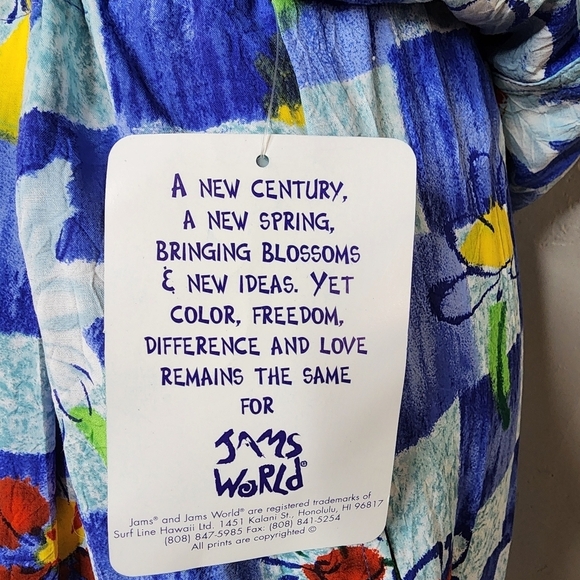 A NEW CENTURY,
A NEW SPRING,
BRINGING BLOSSOMS
& NEW IDEAS. YET
COLOR, FREEDOM,
DIFFERENCE AND LOVE
REMAINS THE SAME
FOR
JAMS
WORLD®
Jams® and Jams World® are registered trademarks of
Surf Line Hawaii Ltd. 1451 Kalani St., Honolulu, HI 96817
(808) 847-5985 Fax: (808) 841-5254
All prints are copyrighted ©